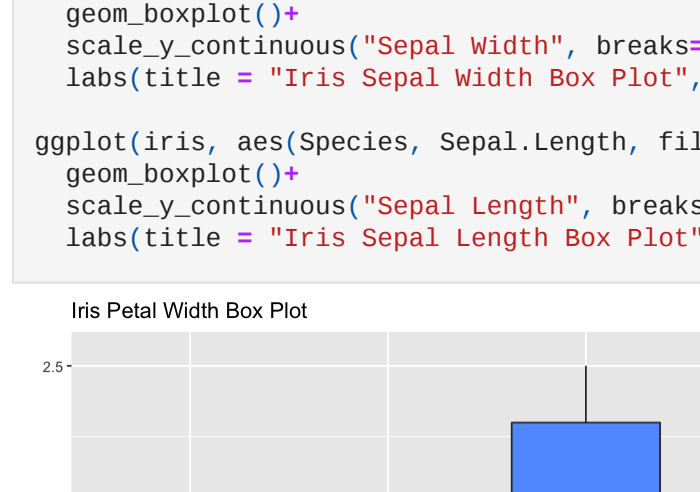 geom_boxplot()+
scale_y_continuous("Sepal Width", breaks=
labs(title = "Iris Sepal Width Box Plot",
ggplot(iris, aes(Species, Sepal.Length, fil
geom_boxplot()+
scale_y_continuous("Sepal Length", breaks
labs(title = "Iris Sepal Length Box Plot"
Iris Petal Width Box Plot
2.5